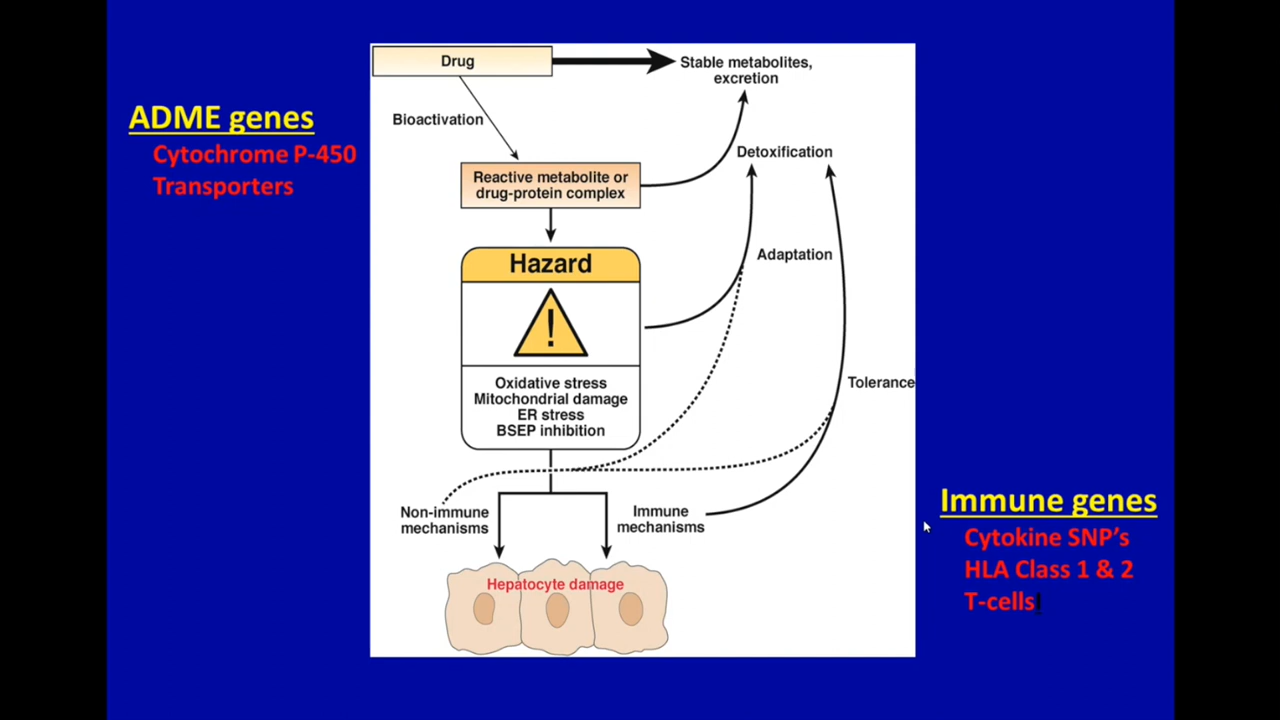 Drug
Stable metabolites,
excretion
ADME genes
Cytochrome P-450
Transporters
Bioactivation
Detoxification
Reactive metabolite or
drug-protein complex
Hazard
!
Adaptation
Oxidative stress
Mitochondrial damage
ER stress
BSEP inhibition
Tolerance
Non-immune
mechanisms
Immune
mechanisms
Immune genes
Cytokine SNP's
HLA Class 1 & 2
T-cells!
Hepatocyte damage